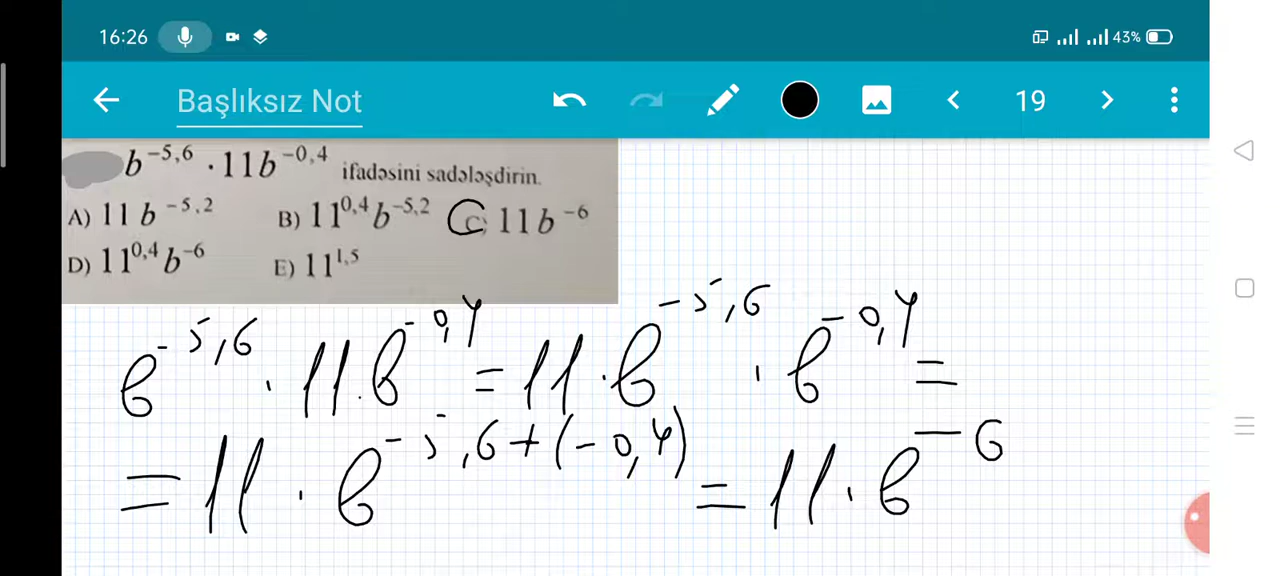 16:26 43%
Başlıksız Not 19
b^-5,6 · 11b^-0,4 ifadəsini sadələşdirin.
A) 11 b^-5,2 B) 11^0,4 b^-5,2 C) 11b^-6
D) 11^0,4 b^-6 E) 11^1,5
b^-5,6 · 11 · b^-0,4 = 11 · b^-5,6 · b^-0,4 =
= 11 · b^-5,6+(-0,4) = 11 · b^-6